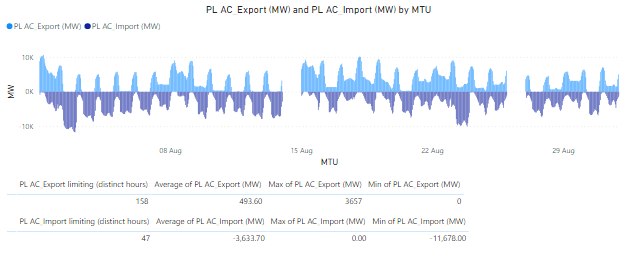 PL AC_Export (MW) and PL AC_Import (MW) by MTU
PL AC_Export (MW) PL AC_Import (MW)
10K
0K
10K
MW
08 Aug 15 Aug 22 Aug 29 Aug
MTU
PL AC_Export limiting (distinct hours) Average of PL AC_Export (MW) Max of PL AC_Export (MW) Min of PL AC_Export (MW)
158 493.60 3657 0
PL AC_Import limiting (distinct hours) Average of PL AC_Import (MW) Max of PL AC_Import (MW) Min of PL AC_Import (MW)
47 -3,633.70 0.00 -11,678.00